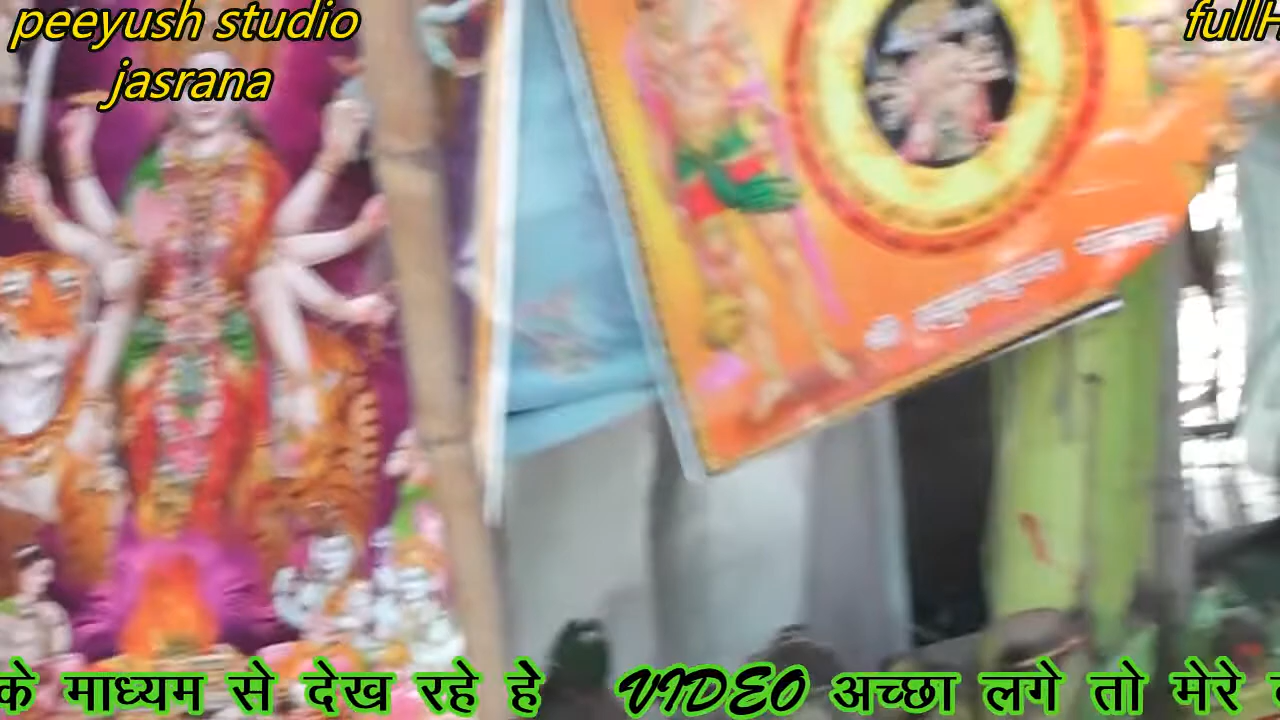 peeyush studio
jasrana
fullH
के माध्यम से देख रहे हे VIDEO अच्छा लगे तो मेरे